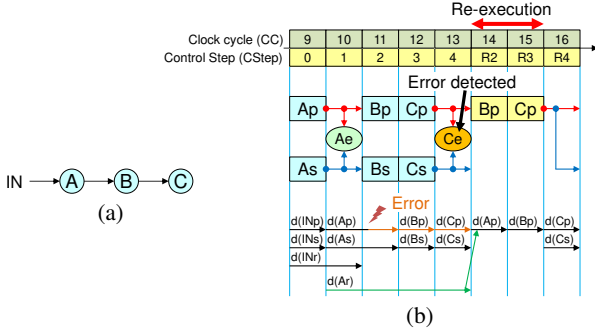 Re-execution
(a)
Clock cycle (CC) 9 10 11 12 13 14 15 16
Control Step (CStep) 0 1 2 3 4 R2 R3 R4
Error detected
Ap Bp Cp Bp Cp
Ae Ce
As Bs Cs
IN A B C
(a)
Error
d(INp) d(Ap) d(Bp) d(Cp) d(Ap) d(Bp) d(Cp)
d(INs) d(As) d(Bs) d(Cs) d(Cs)
d(INr)
d(Ar)
(b)